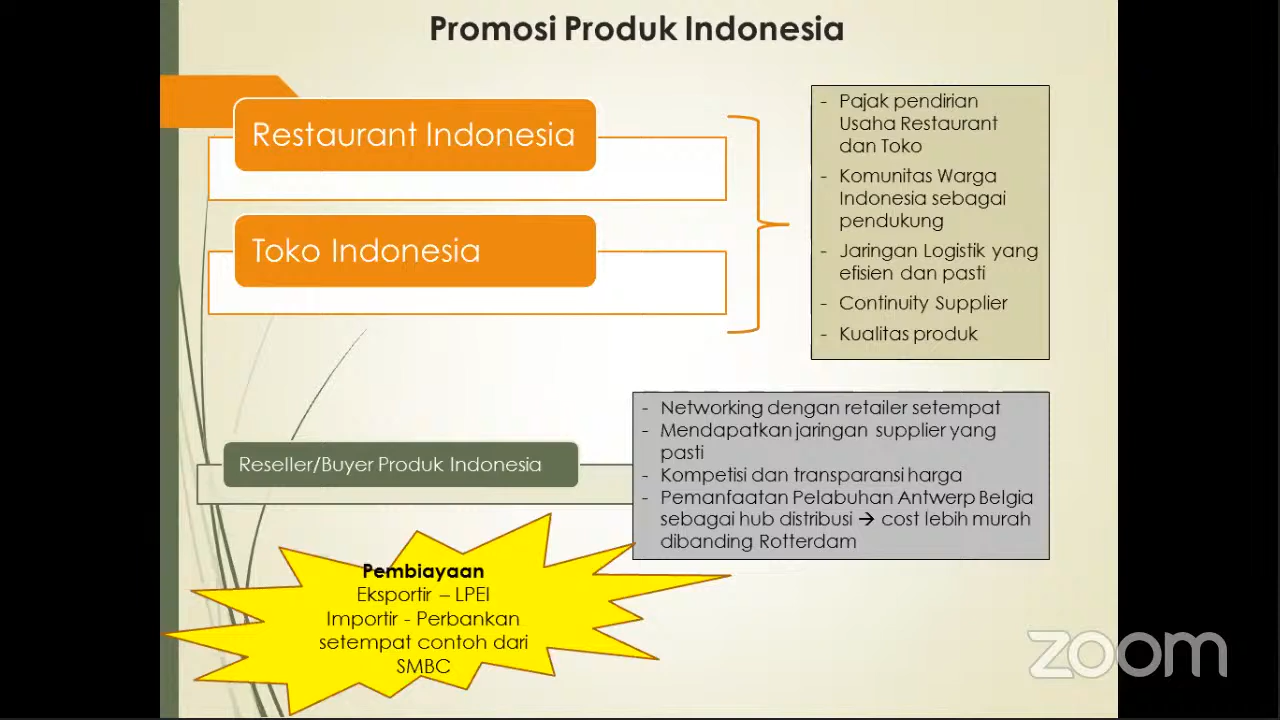 Promosi Produk Indonesia
Restaurant Indonesia
Toko Indonesia
- Pajak pendirian
Usaha Restaurant
dan Toko
- Komunitas Warga
Indonesia sebagai
pendukung
- Jaringan Logistik yang
efisien dan pasti
- Continuity Supplier
- Kualitas produk
Reseller/Buyer Produk Indonesia
- Networking dengan retailer setempat
- Mendapatkan jaringan supplier yang
pasti
- Kompetisi dan transparansi harga
- Pemanfaatan Pelabuhan Antwerp Belgia
sebagai hub distribusi → cost lebih murah
dibanding Rotterdam
Pembiayaan
Eksportir – LPEI
Importir - Perbankan
setempat contoh dari
SMBC
zoom